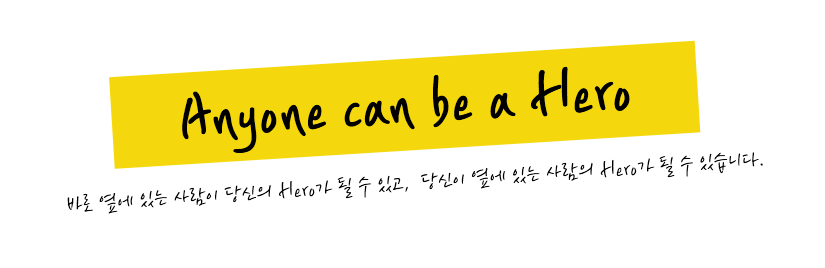 Anyone can be a Hero
바로 옆에 있는 사람이 당신의 Hero가 될 수 있고, 당신이 옆에 있는 사람의 Hero가 될 수 있습니다.